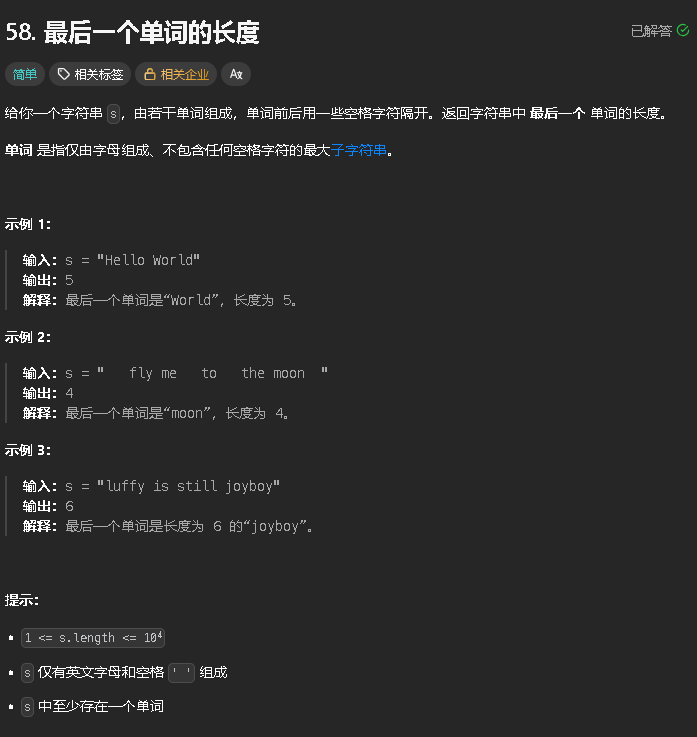 58. 最后一个单词的长度
已解答
简单 相关标签 相关企业 Ax
给你一个字符串 s，由若干单词组成，单词前后用一些空格字符隔开。返回字符串中 最后一个 单词的长度。
单词 是指仅由字母组成、不包含任何空格字符的最大子字符串。
示例 1：
输入：s = "Hello World"
输出：5
解释：最后一个单词是“World”，长度为 5。
示例 2：
输入：s = "   fly me   to   the moon  "
输出：4
解释：最后一个单词是“moon”，长度为 4。
示例 3：
输入：s = "luffy is still joyboy"
输出：6
解释：最后一个单词是长度为 6 的“joyboy”。
提示：
• 1 <= s.length <= 10⁴
• s 仅有英文字母和空格 ' ' 组成
• s 中至少存在一个单词